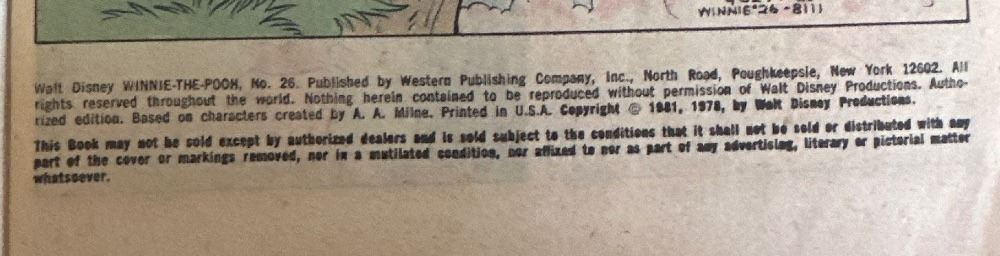 WINNIE #26 - 8111
Walt Disney WINNIE-THE-POOH, No. 26. Published by Western Publishing Company, Inc., North Road, Poughkeepsie, New York 12602. All
rights reserved throughout the world. Nothing herein contained to be reproduced without permission of Walt Disney Productions. Autho-
rized edition. Based on characters created by A. A. Milne. Printed in U.S.A. Copyright © 1981, 1978, by Walt Disney Productions.
This Book may not be sold except by authorized dealers and is sold subject to the conditions that it shall not be sold or distributed with any
part of the cover or markings removed, nor in a mutilated condition, nor affixed to nor as part of any advertising, literary or pictorial matter
whatsoever.